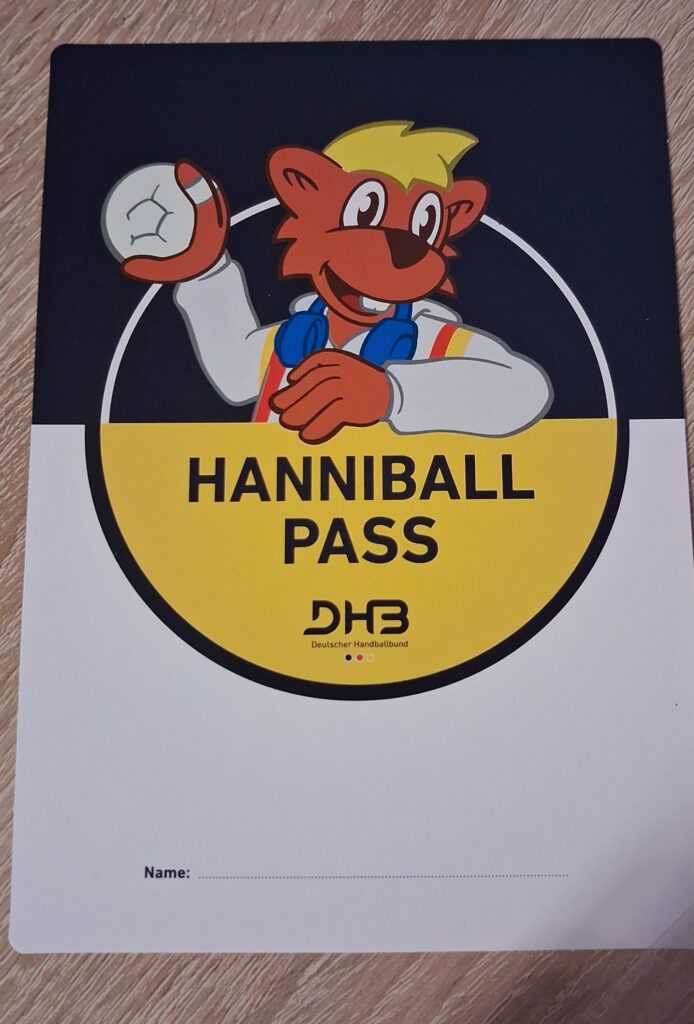 HANNIBALL
PASS
DHB
Deutscher Handballbund
Name: